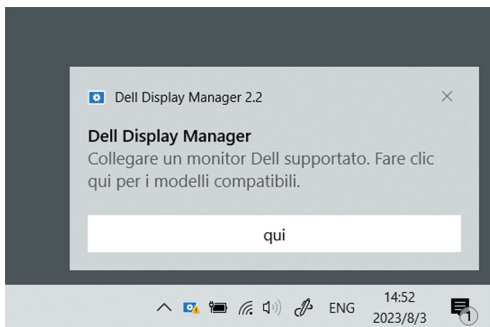 Dell Display Manager 2.2
Dell Display Manager
Collegare un monitor Dell supportato. Fare clic
qui per i modelli compatibili.
qui
ENG
14:52
2023/8/3
1